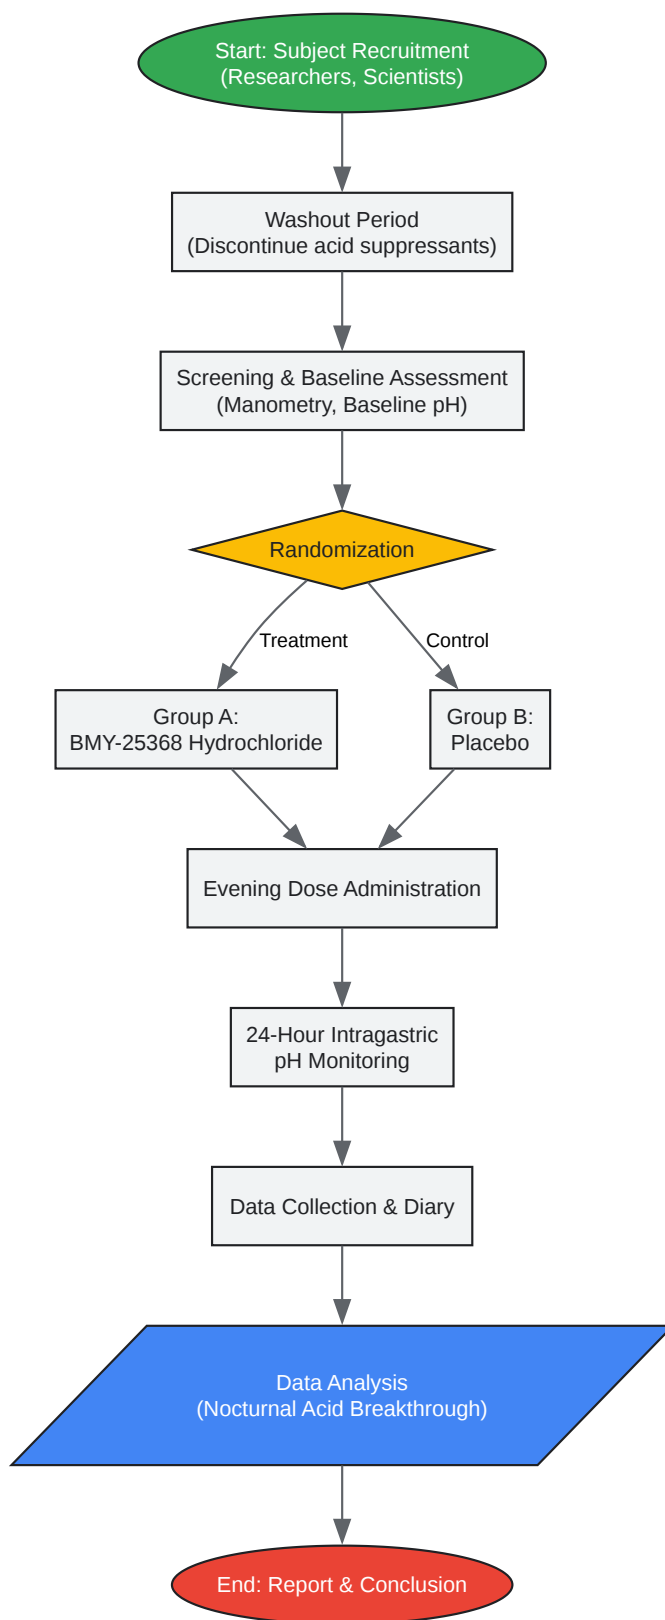 Start: Subject Recruitment
(Researchers, Scientists)
Washout Period
(Discontinue acid suppressants)
Screening & Baseline Assessment
(Manometry, Baseline pH)
Randomization
Treatment
Control
Group A:
BMY-25368 Hydrochloride
Group B:
Placebo
Evening Dose Administration
24-Hour Intragastric
pH Monitoring
Data Collection & Diary
Data Analysis
(Nocturnal Acid Breakthrough)
End: Report & Conclusion